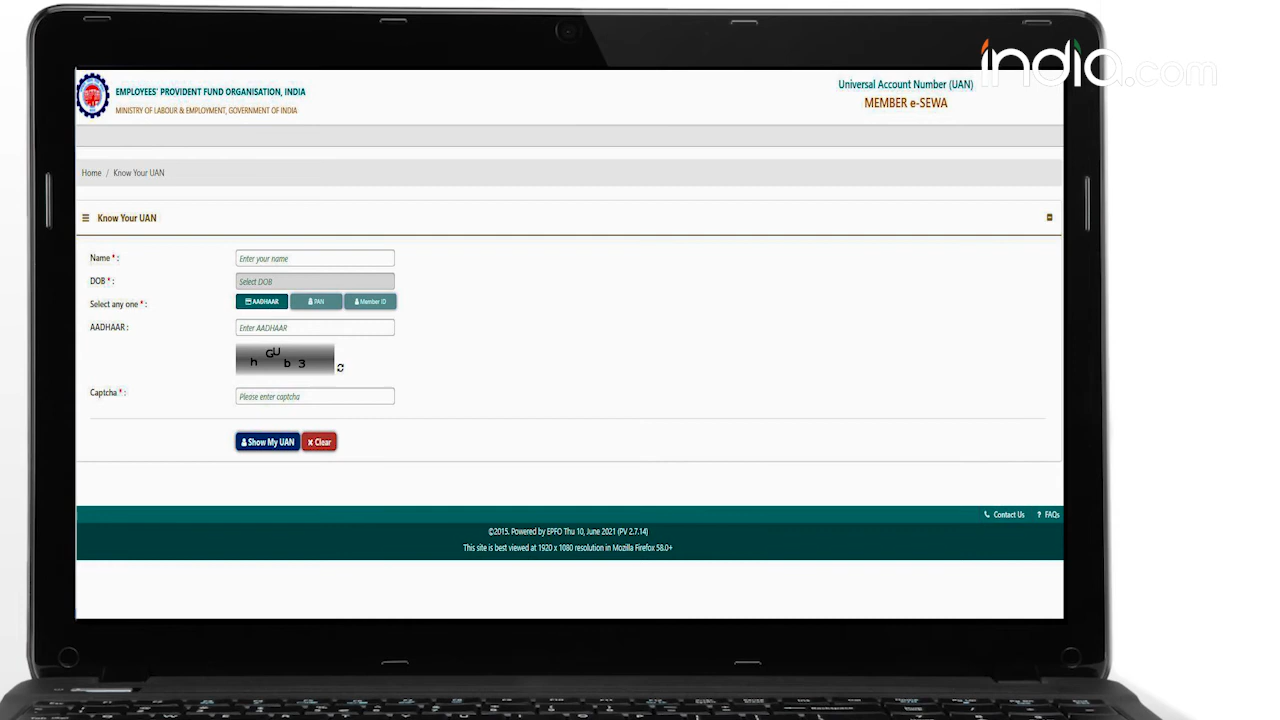 india.com
EMPLOYEES' PROVIDENT FUND ORGANISATION, INDIA
MINISTRY OF LABOUR & EMPLOYMENT, GOVERNMENT OF INDIA
Universal Account Number (UAN)
MEMBER e-SEWA
Home / Know Your UAN
Know Your UAN
Name * :
Enter your name
DOB * :
Select DOB
Select any one * :
AADHAAR
PAN
Member ID
AADHAAR :
Enter AADHAAR
h GU b 3
Captcha * :
Please enter captcha
Show My UAN
Clear
Contact Us
? FAQs
©2015. Powered by EPFO Thu 10, June 2021 (PV 2.7.14)
This site is best viewed at 1920 x 1080 resolution in Mozilla Firefox 58.0+